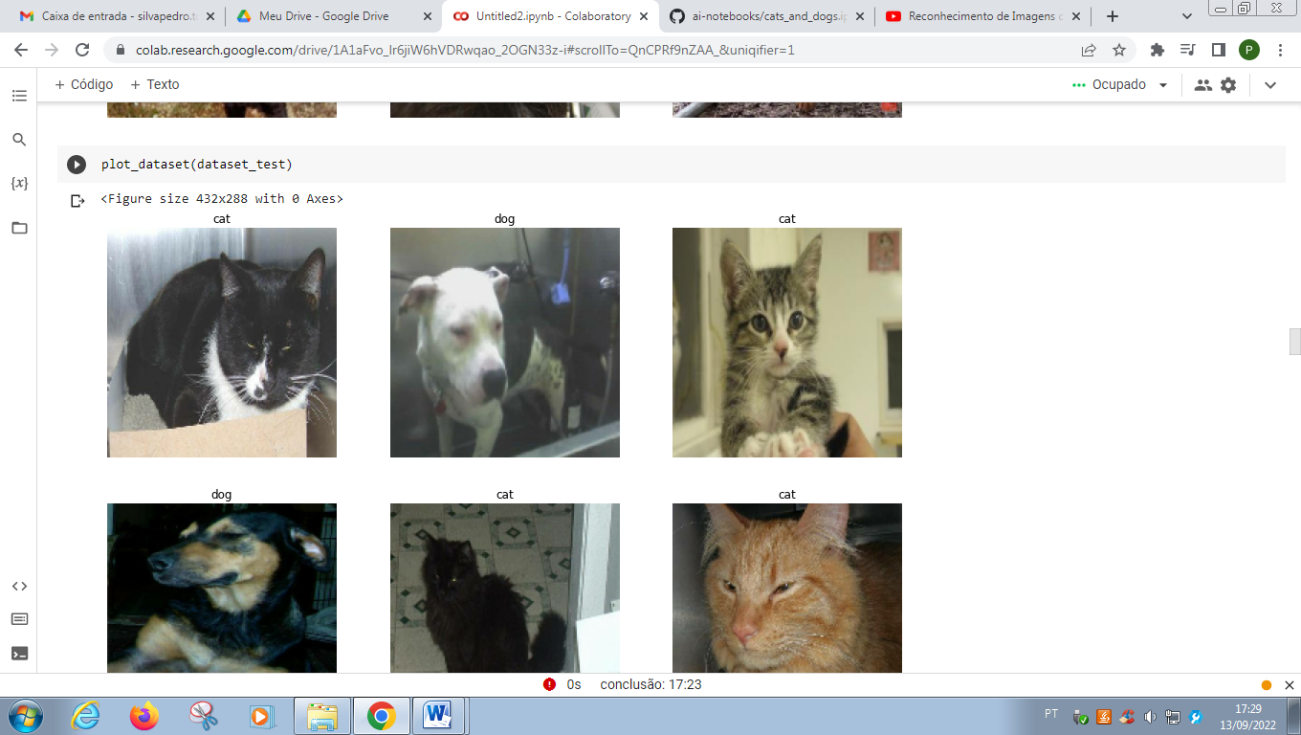 Caixa de entrada - silvapedro.t
Meu Drive - Google Drive
Untitled2.ipynb - Colaboratory
ai-notebooks/cats_and_dogs.ip
Reconhecimento de Imagens c
colab.research.google.com/drive/1A1aFvo_lr6jiW6hVDRwqao_2OGN33z-i#scrollTo=QnCPRf9nZAA_&uniqifier=1
P
+ Código + Texto
Ocupado
{x}
plot_dataset(dataset_test)
<Figure size 432x288 with 0 Axes>
cat
dog
cat
dog
cat
cat
0s conclusão: 17:23
PT
17:29
13/09/2022